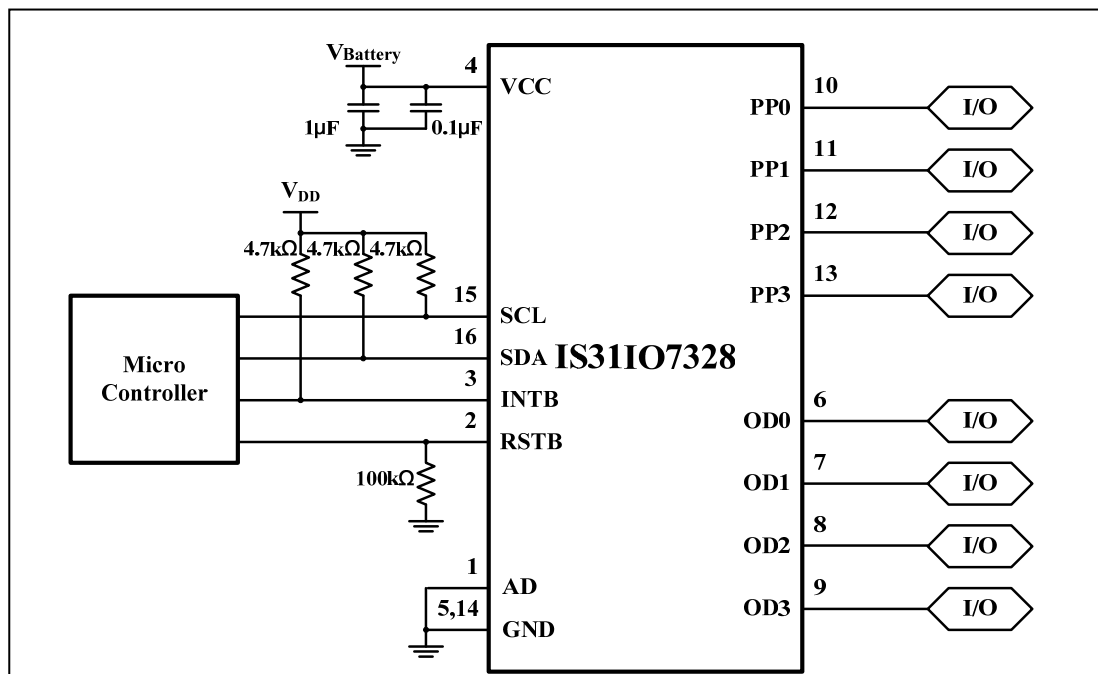 VBattery
4
VCC
1µF
0.1µF
VDD
4.7kΩ 4.7kΩ 4.7kΩ
Micro
Controller
15
SCL
16
SDA
3
INTB
2
RSTB
100kΩ
1
AD
5,14
GND
IS31IO7328
PP0
10
I/O
PP1
11
I/O
PP2
12
I/O
PP3
13
I/O
OD0
6
I/O
OD1
7
I/O
OD2
8
I/O
OD3
9
I/O